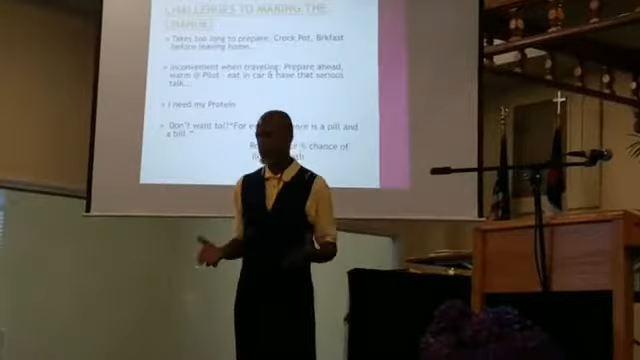 CHALLENGES TO MAKING THE
CHANGE!
Takes too long to prepare. Crock Pot, Brkfast
before leaving home...
Inconvenient when traveling: Prepare ahead,
warm @ Pilot - eat in car & have that serious
talk...
I need my Protein
Don't want to!! "For every there is a pill and
a bill."
% chance of